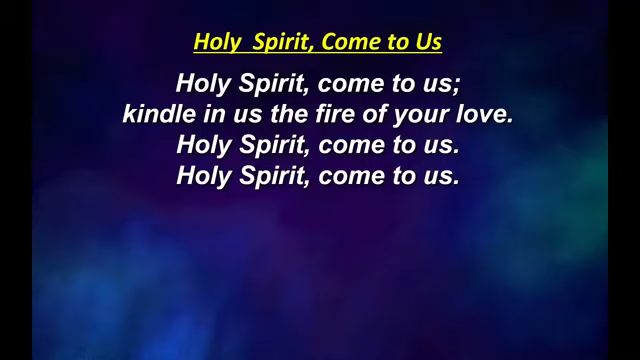 Holy  Spirit, Come to Us
Holy Spirit, come to us;
kindle in us the fire of your love.
Holy Spirit, come to us.
Holy Spirit, come to us.